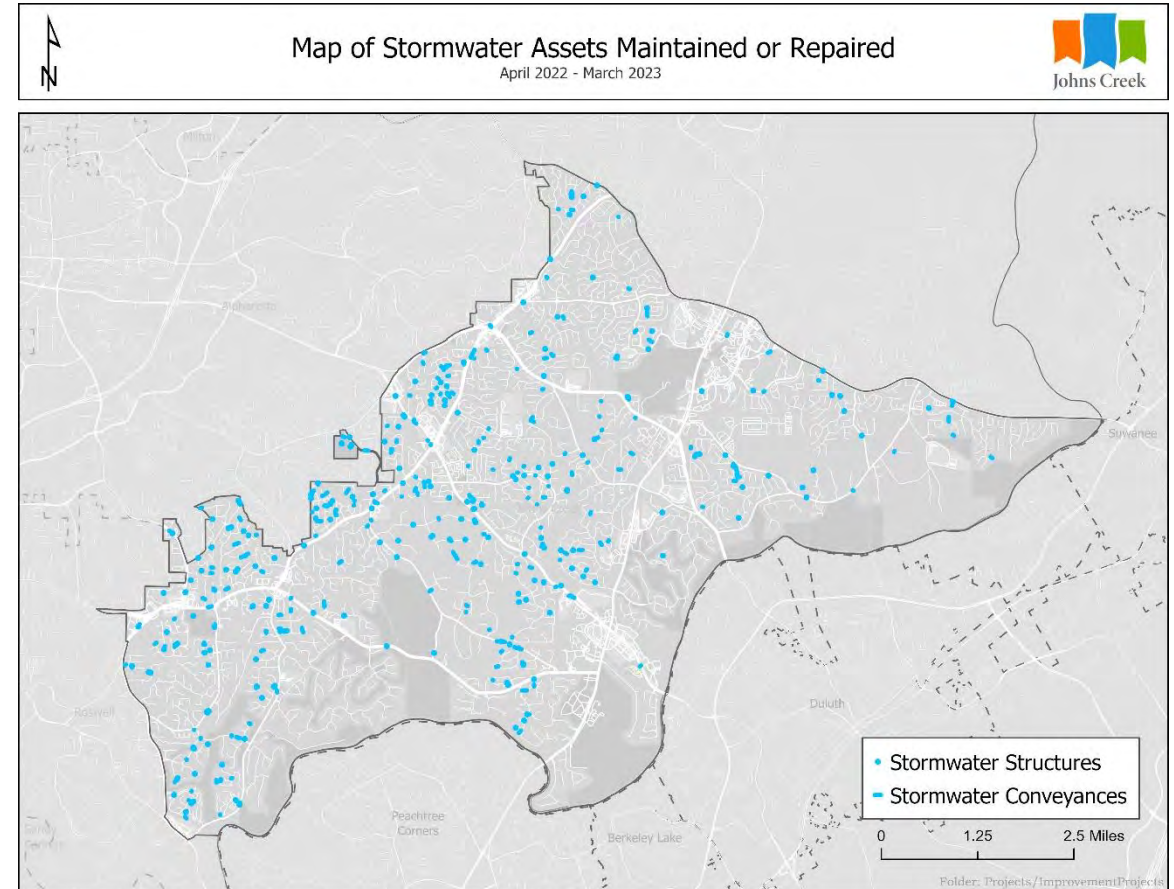 N
Map of Stormwater Assets Maintained or Repaired
April 2022 - March 2023
Johns Creek
Milton
Alpharetta
Suwanee
Roswell
Duluth
Peachtree
Corners
Berkeley Lake
Stormwater Structures
Stormwater Conveyances
0 1.25 2.5 Miles
Folder: Projects/ImprovementProjects